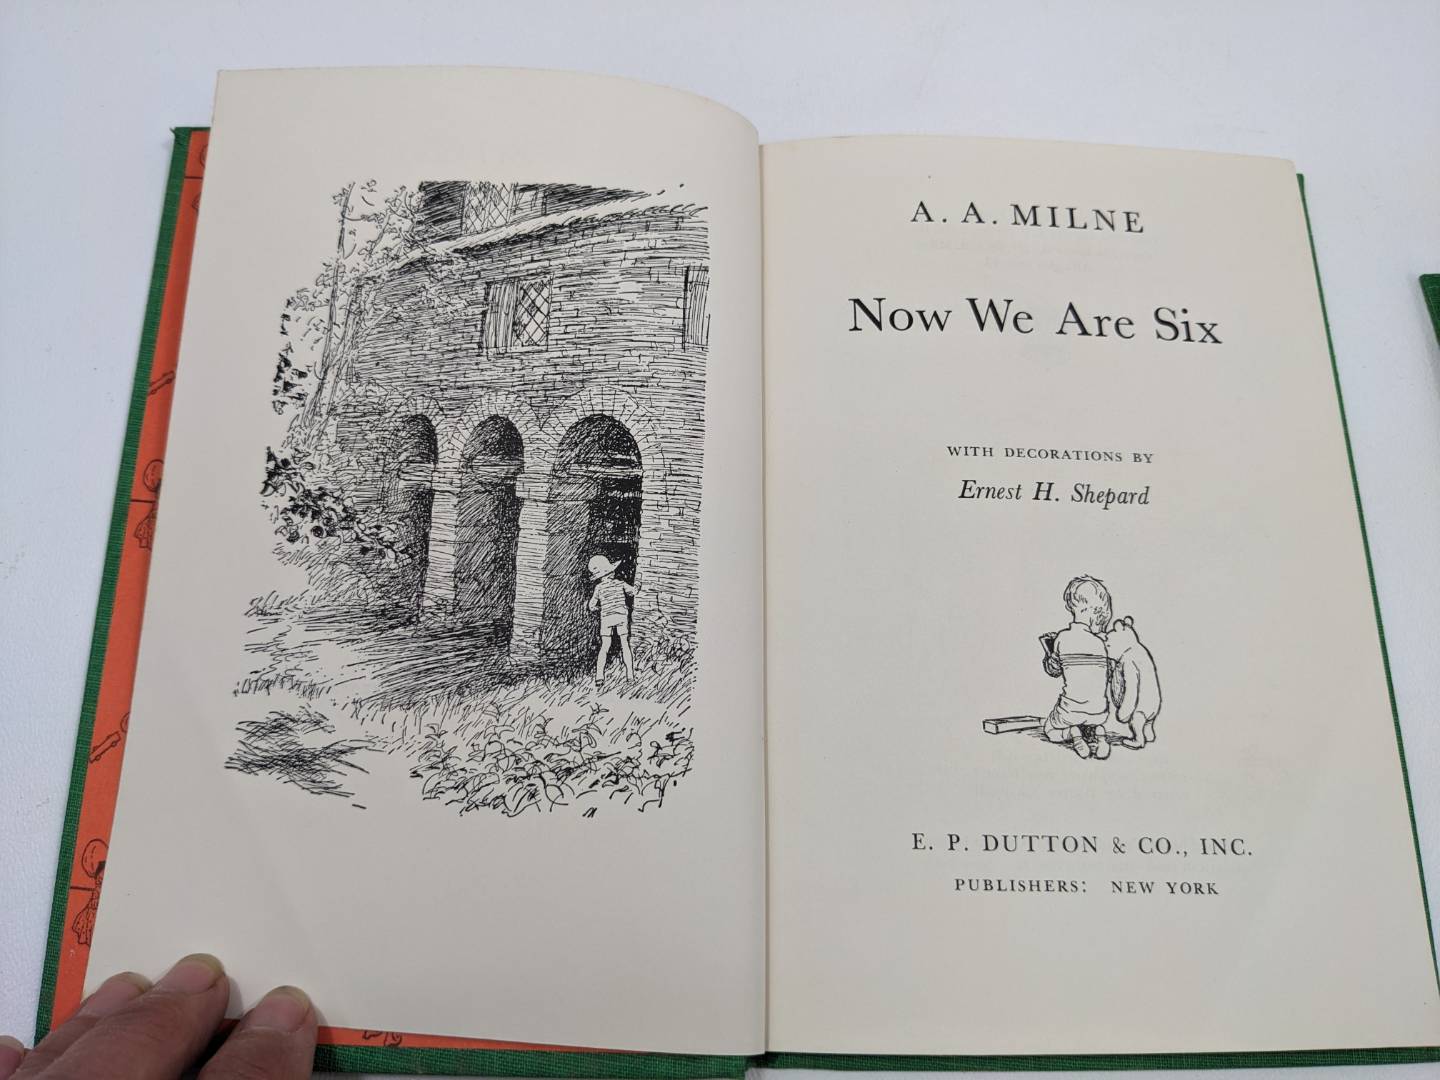 A. A. MILNE
Now We Are Six
WITH DECORATIONS BY
Ernest H. Shepard
E. P. DUTTON & CO., INC.
PUBLISHERS: NEW YORK